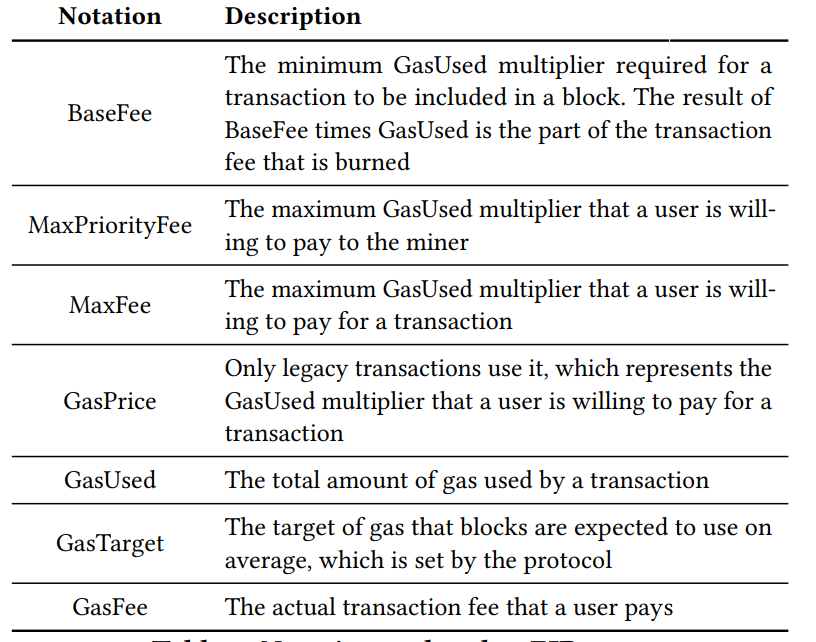 Notation Description
BaseFee
The minimum GasUsed multiplier required for a
transaction to be included in a block. The result of
BaseFee times GasUsed is the part of the transaction
fee that is burned
MaxPriorityFee
The maximum GasUsed multiplier that a user is will-
ing to pay to the miner
MaxFee
The maximum GasUsed multiplier that a user is will-
ing to pay for a transaction
GasPrice
Only legacy transactions use it, which represents the
GasUsed multiplier that a user is willing to pay for a
transaction
GasUsed The total amount of gas used by a transaction
GasTarget
The target of gas that blocks are expected to use on
average, which is set by the protocol
GasFee The actual transaction fee that a user pays